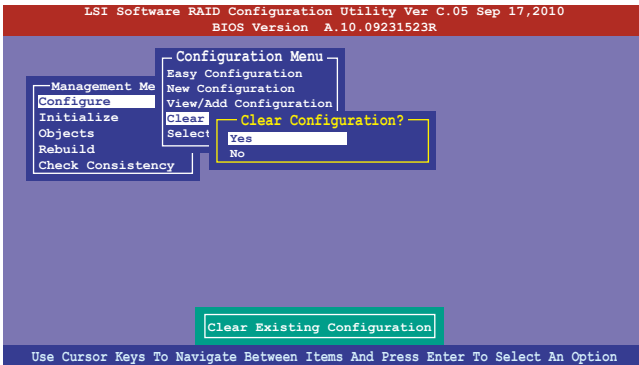 LSI Software RAID Configuration Utility Ver C.05 Sep 17,2010
BIOS Version A.10.09231523R
Configuration Menu
Easy Configuration
New Configuration
View/Add Configuration
Clear
Select
Management Me
Configure
Initialize
Objects
Rebuild
Check Consistency
Clear Configuration?
Yes
No
Clear Existing Configuration
Use Cursor Keys To Navigate Between Items And Press Enter To Select An Option